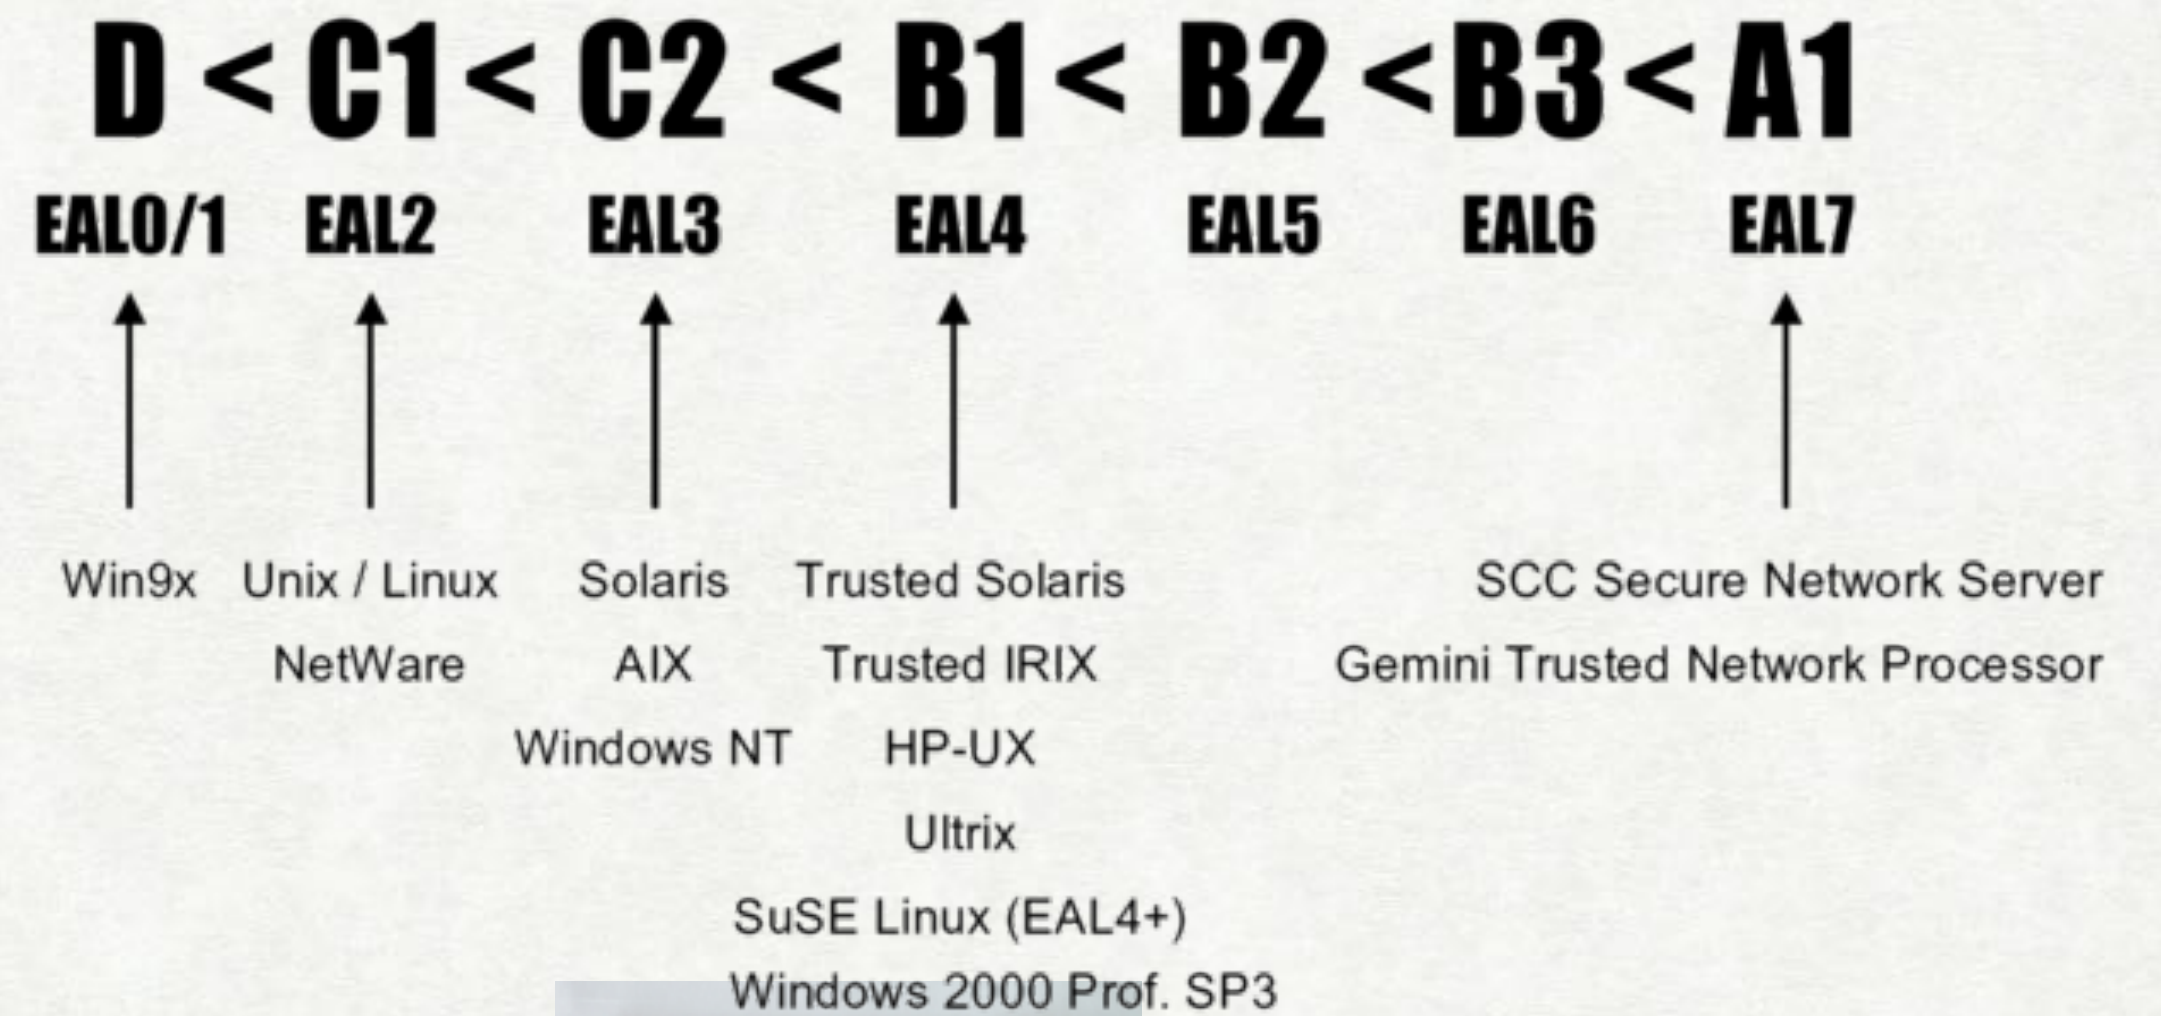 D < C1 < C2 < B1 < B2 < B3 < A1
EAL0/1 EAL2 EAL3 EAL4 EAL5 EAL6 EAL7
Win9x Unix / Linux Solaris Trusted Solaris SCC Secure Network Server
NetWare AIX Trusted IRIX Gemini Trusted Network Processor
Windows NT HP-UX
Ultrix
SuSE Linux (EAL4+)
Windows 2000 Prof. SP3